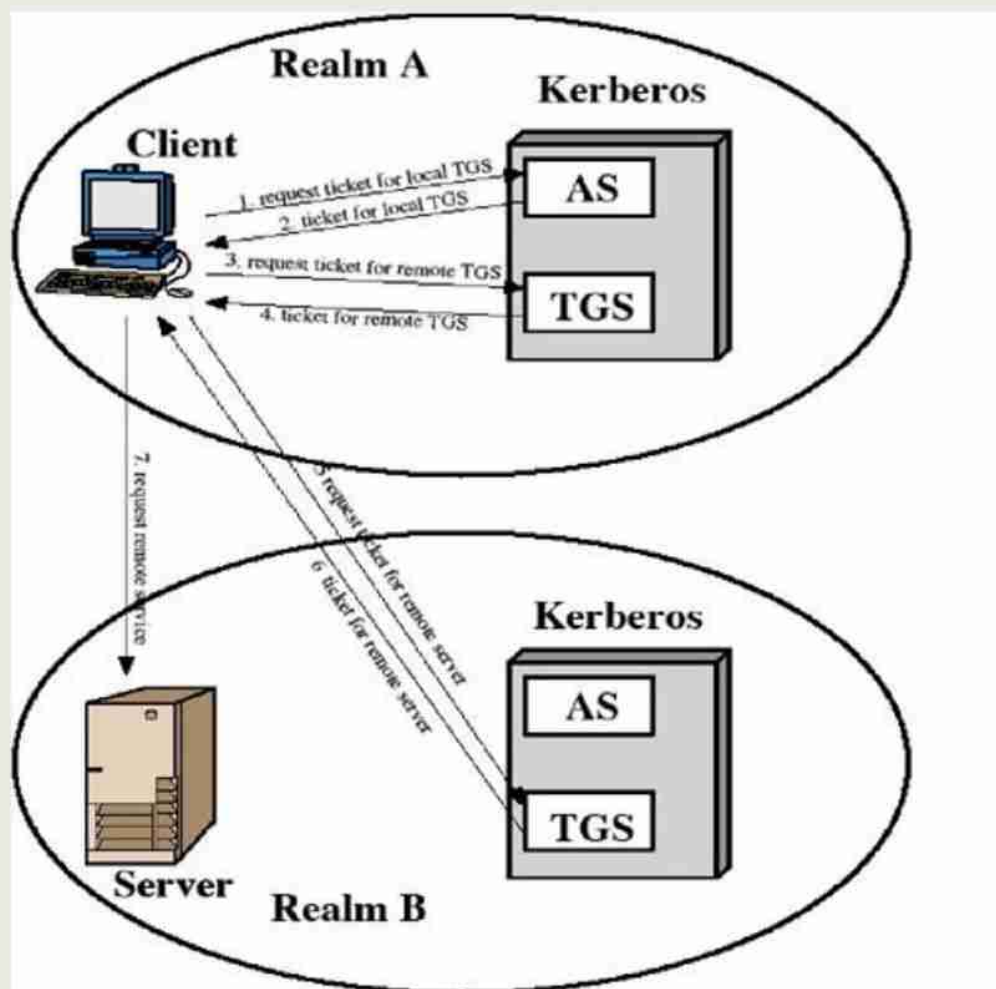 Realm A
Kerberos
Client
1. request ticket for local TGS
AS
2. ticket for local TGS
3. request ticket for remote TGS
TGS
4. ticket for remote TGS
7. request remote service
5 request ticket for remote server
6 ticket for remote server
Kerberos
AS
TGS
Server
Realm B